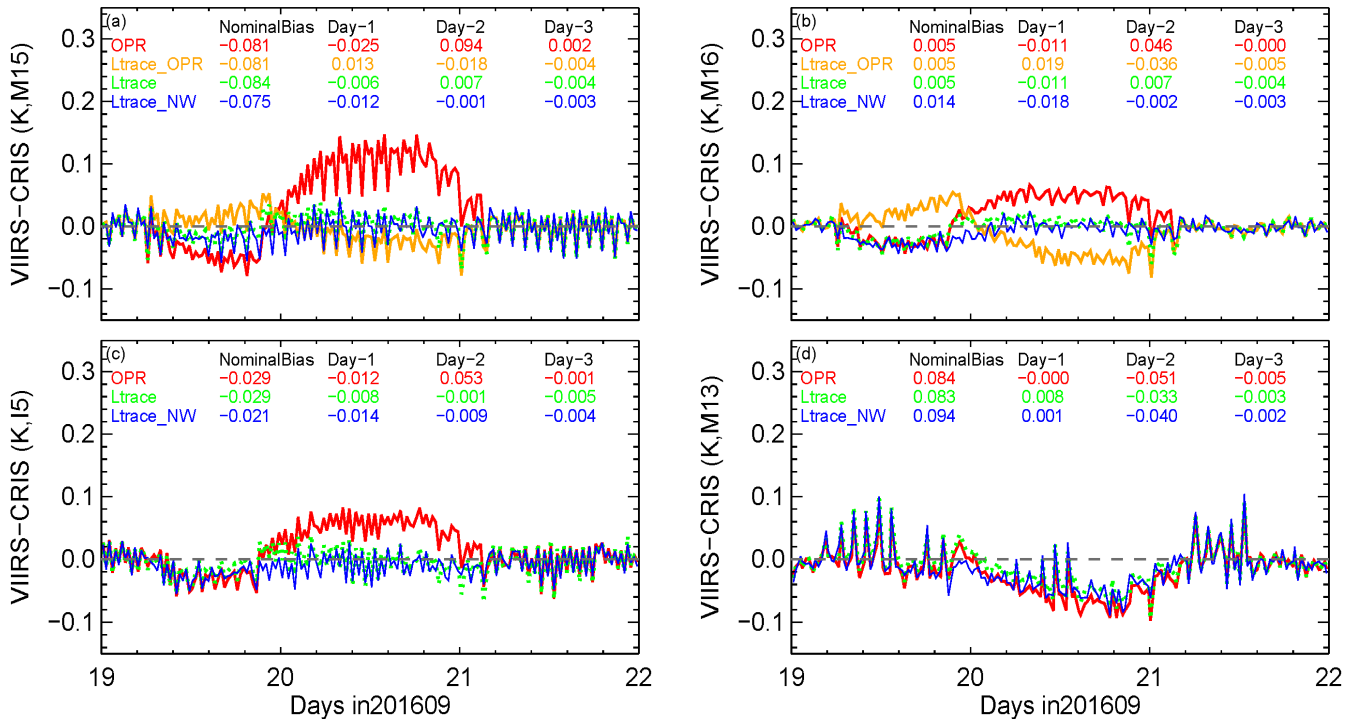 (a) NominalBias Day−1 Day−2 Day−3
OPR −0.081 −0.025 0.094 0.002
Ltrace_OPR −0.081 0.013 −0.018 −0.004
Ltrace −0.084 −0.006 0.007 −0.004
Ltrace_NW −0.075 −0.012 −0.001 −0.003
0.3
0.2
0.1
0.0
−0.1
VIIRS−CRIS (K,M15)
(b) NominalBias Day−1 Day−2 Day−3
OPR 0.005 −0.011 0.046 −0.000
Ltrace_OPR 0.005 0.019 −0.036 −0.005
Ltrace 0.005 −0.011 0.007 −0.004
Ltrace_NW 0.014 −0.018 −0.002 −0.003
0.3
0.2
0.1
0.0
−0.1
VIIRS−CRIS (K,M16)
(c) NominalBias Day−1 Day−2 Day−3
OPR −0.029 −0.012 0.053 −0.001
Ltrace −0.029 −0.008 −0.001 −0.005
Ltrace_NW −0.021 −0.014 −0.009 −0.004
0.3
0.2
0.1
0.0
−0.1
VIIRS−CRIS (K,I5)
19 20 21 22
Days in201609
(d) NominalBias Day−1 Day−2 Day−3
OPR 0.084 −0.000 −0.051 −0.005
Ltrace 0.083 0.008 −0.033 −0.003
Ltrace_NW 0.094 0.001 −0.040 −0.002
0.3
0.2
0.1
0.0
−0.1
VIIRS−CRIS (K,M13)
19 20 21 22
Days in201609